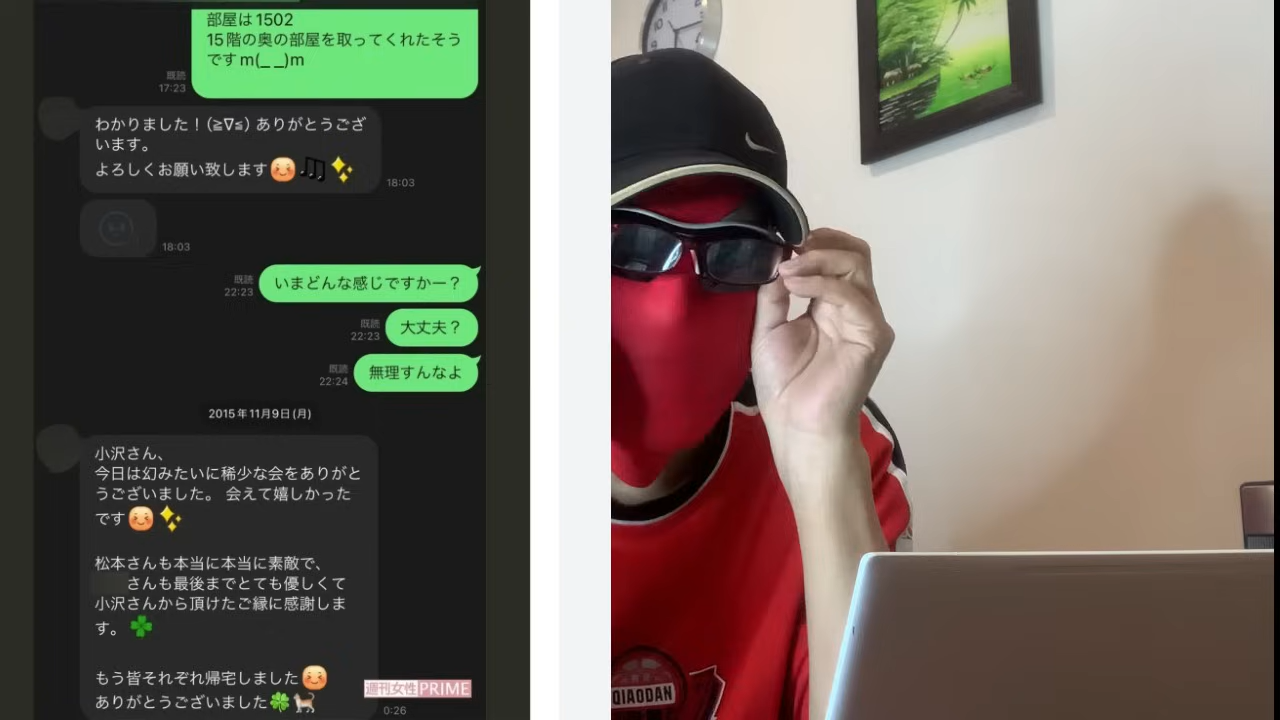 部屋は1502
15階の奥の部屋を取ってくれたそう
ですm(_ _)m
既読
17:23
わかりました！(≧∇≦) ありがとうござ
います。
よろしくお願い致します
18:03
18:03
いまどんな感じですかー？
既読
22:23
大丈夫？
既読
22:23
無理すんなよ
既読
22:24
2015年11月9日(月)
小沢さん、
今日は幻みたいに稀少な会をありがと
うございました。 会えて嬉しかった
です
松本さんも本当に本当に素敵で、
さんも最後までとても優しくて
小沢さんから頂けたご縁に感謝しま
す。
もう皆それぞれ帰宅しました
ありがとうございました
0:26
週刊女性PRIME
QIAODAN